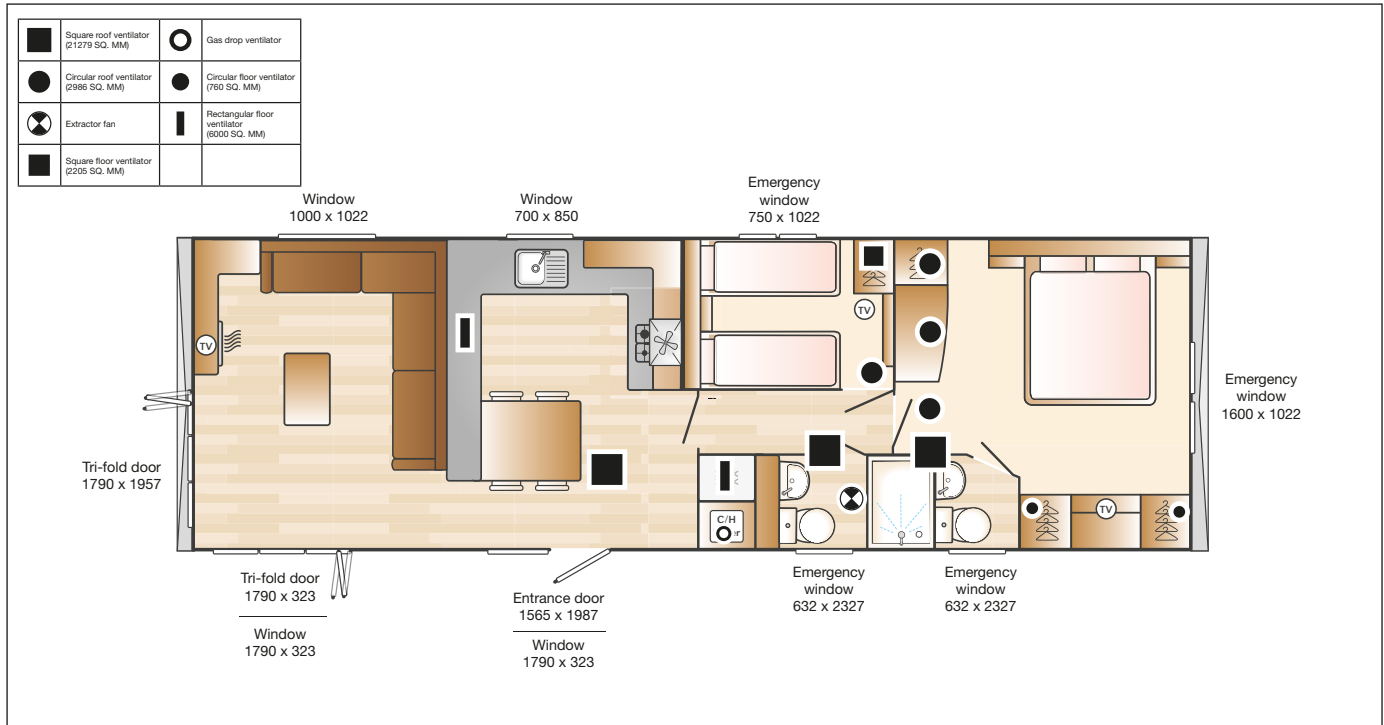 Square roof ventilator
(21279 SQ. MM)
Gas drop ventilator
Circular roof ventilator
(2986 SQ. MM)
Circular floor ventilator
(760 SQ. MM)
Extractor fan
Rectangular floor
ventilator
(6000 SQ. MM)
Square floor ventilator
(2205 SQ. MM)
Window
1000 x 1022
Window
700 x 850
Emergency
window
750 x 1022
TV
TV
Emergency
window
1600 x 1022
Tri-fold door
1790 x 1957
C/H
TV
Tri-fold door
1790 x 323
Window
1790 x 323
Entrance door
1565 x 1987
Window
1790 x 323
Emergency
window
632 x 2327
Emergency
window
632 x 2327